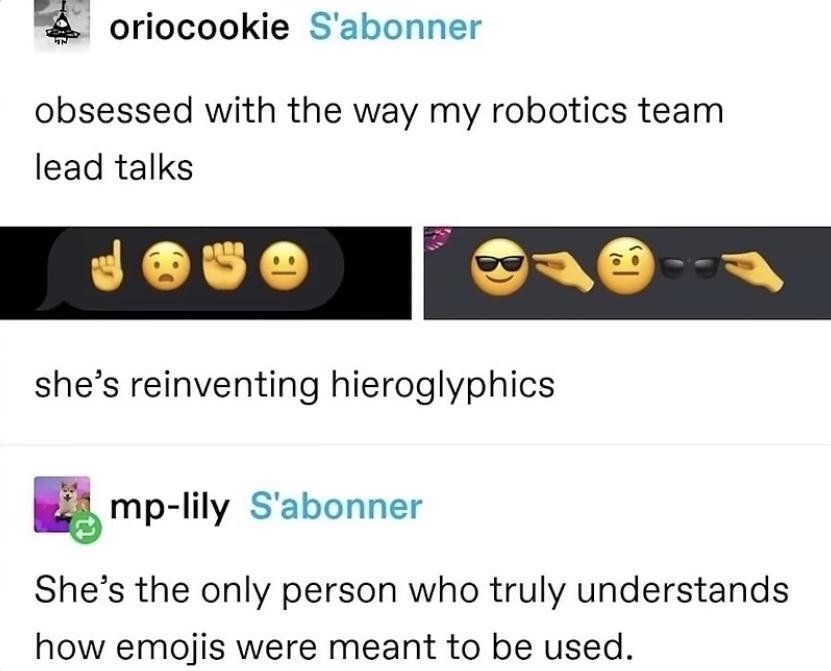 oriocookie S'abonner
obsessed with the way my robotics team
lead talks
☝️😟✊😐
😎🤏🤨🕶️🤏
she's reinventing hieroglyphics
mp-lily S'abonner
She's the only person who truly understands
how emojis were meant to be used.